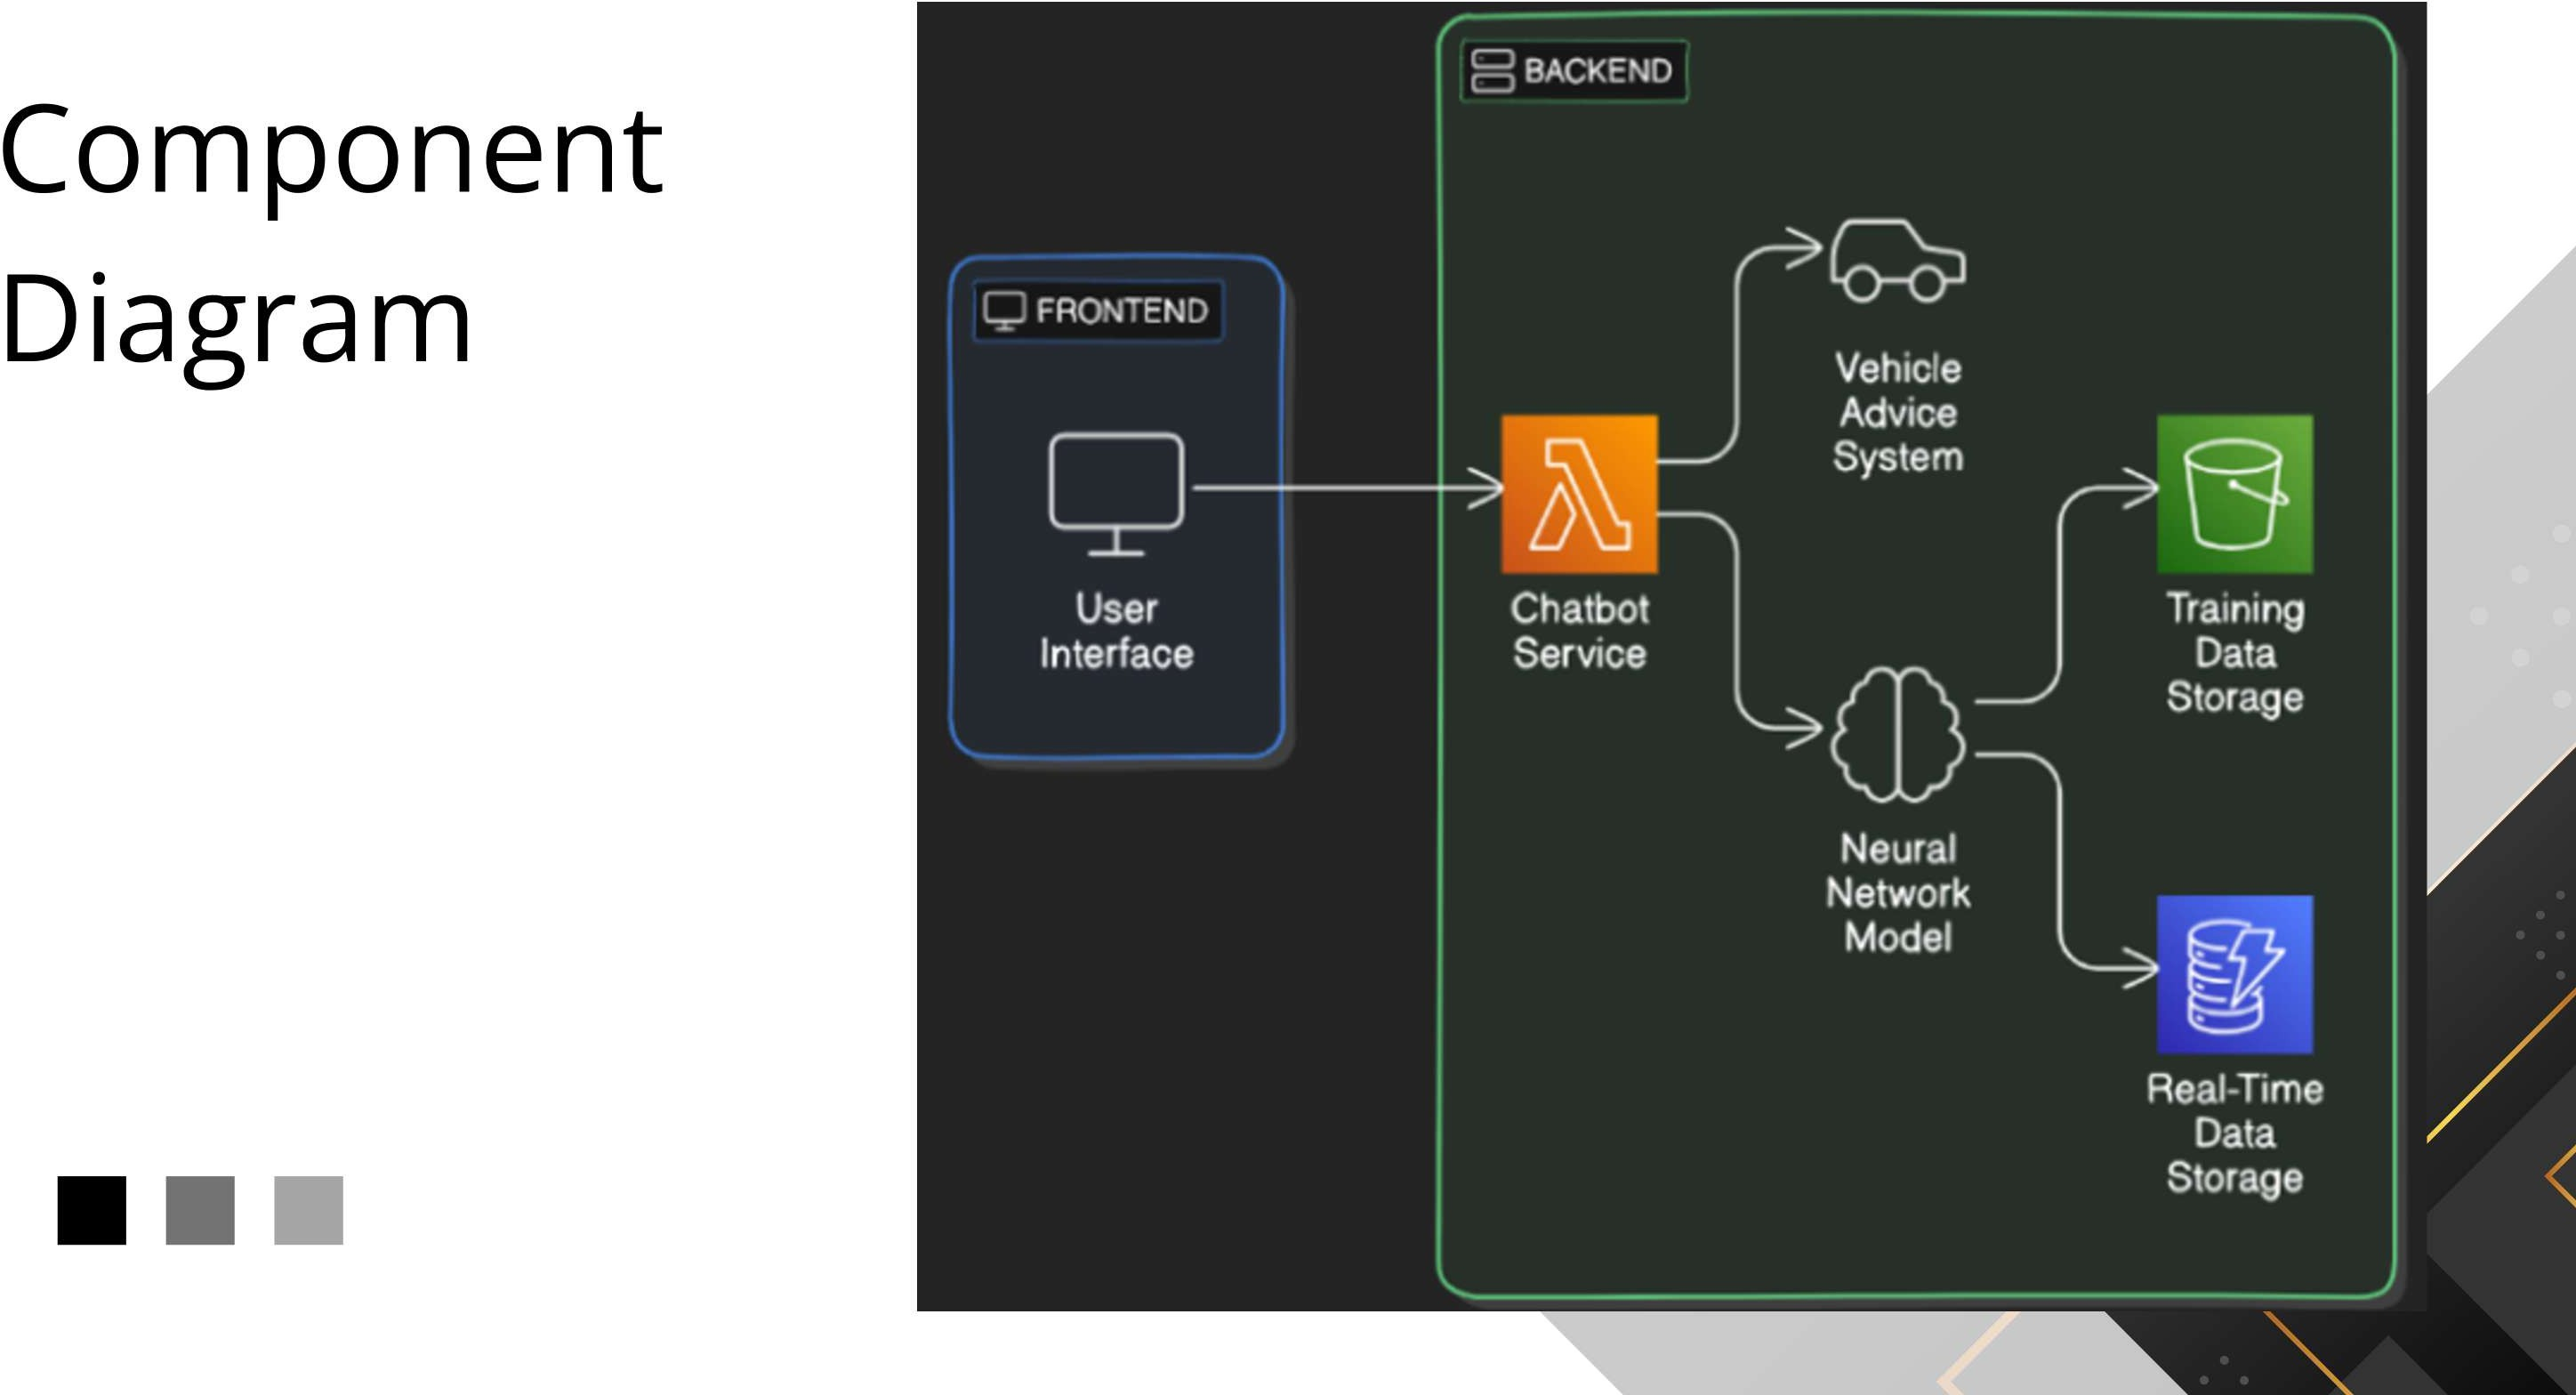 Component
Diagram
BACKEND
FRONTEND
Vehicle
Advice
System
User
Interface
Chatbot
Service
Training
Data
Storage
Neural
Network
Model
Real-Time
Data
Storage